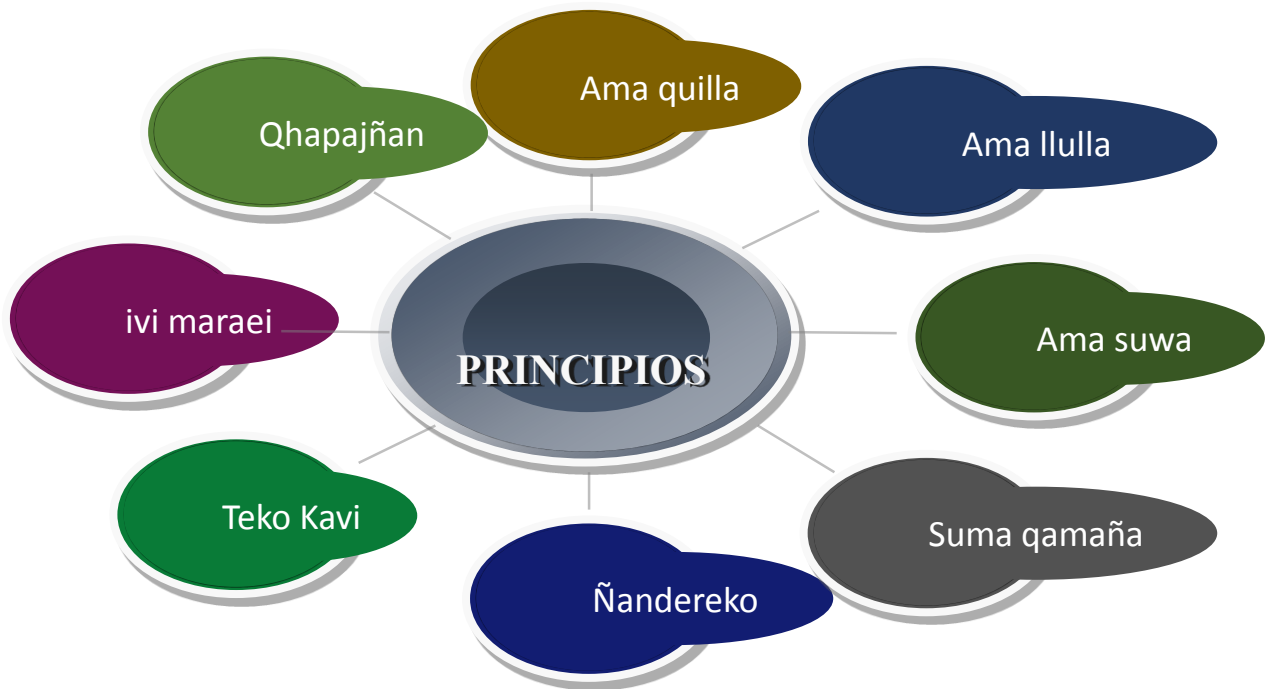 Ama quilla
Qhapajñan
Ama llulla
ivi maraei
Ama suwa
PRINCIPIOS
Teko Kavi
Suma qamaña
Ñandereko